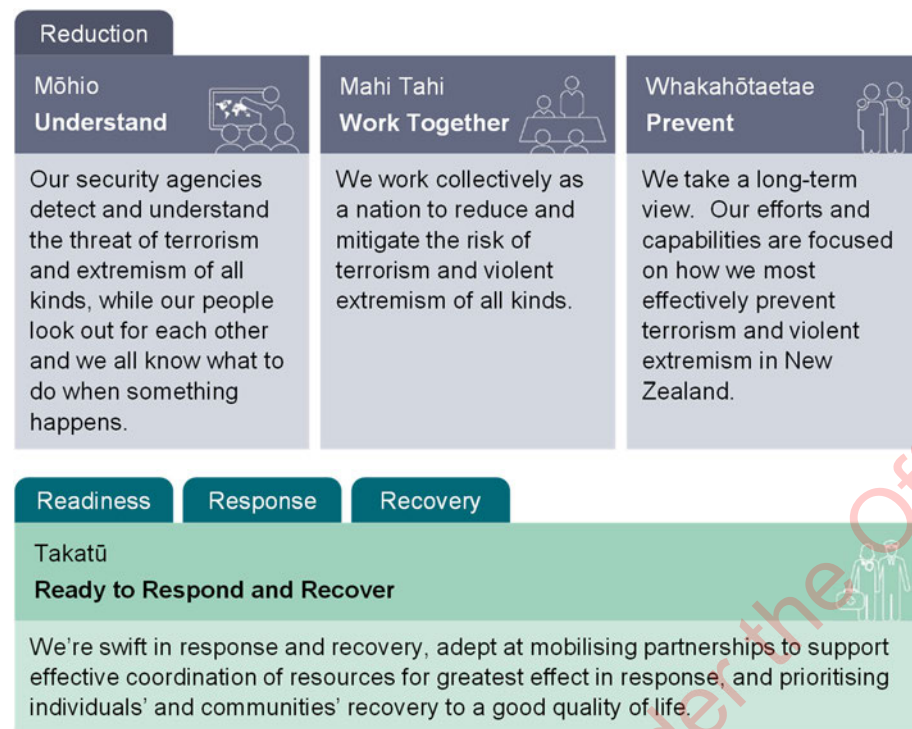 Reduction
Mōhio
Understand
Our security agencies
detect and understand
the threat of terrorism
and extremism of all
kinds, while our people
look out for each other
and we all know what to
do when something
happens.
Mahi Tahi
Work Together
We work collectively as
a nation to reduce and
mitigate the risk of
terrorism and violent
extremism of all kinds.
Whakahōtaetae
Prevent
We take a long-term
view.  Our efforts and
capabilities are focused
on how we most
effectively prevent
terrorism and violent
extremism in New
Zealand.
Readiness
Response
Recovery
Takatū
Ready to Respond and Recover
We're swift in response and recovery, adept at mobilising partnerships to support
effective coordination of resources for greatest effect in response, and prioritising
individuals' and communities' recovery to a good quality of life.
the